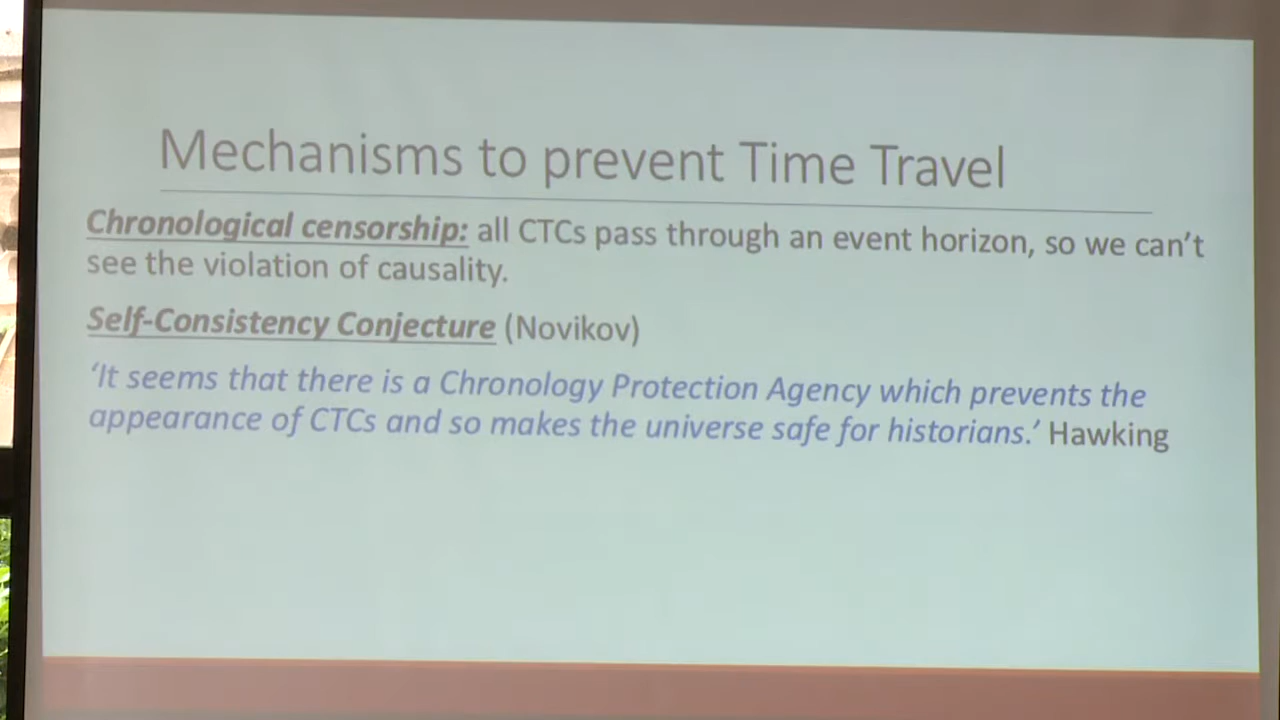 Mechanisms to prevent Time Travel
Chronological censorship: all CTCs pass through an event horizon, so we can't
see the violation of causality.
Self-Consistency Conjecture (Novikov)
‘It seems that there is a Chronology Protection Agency which prevents the
appearance of CTCs and so makes the universe safe for historians.’ Hawking